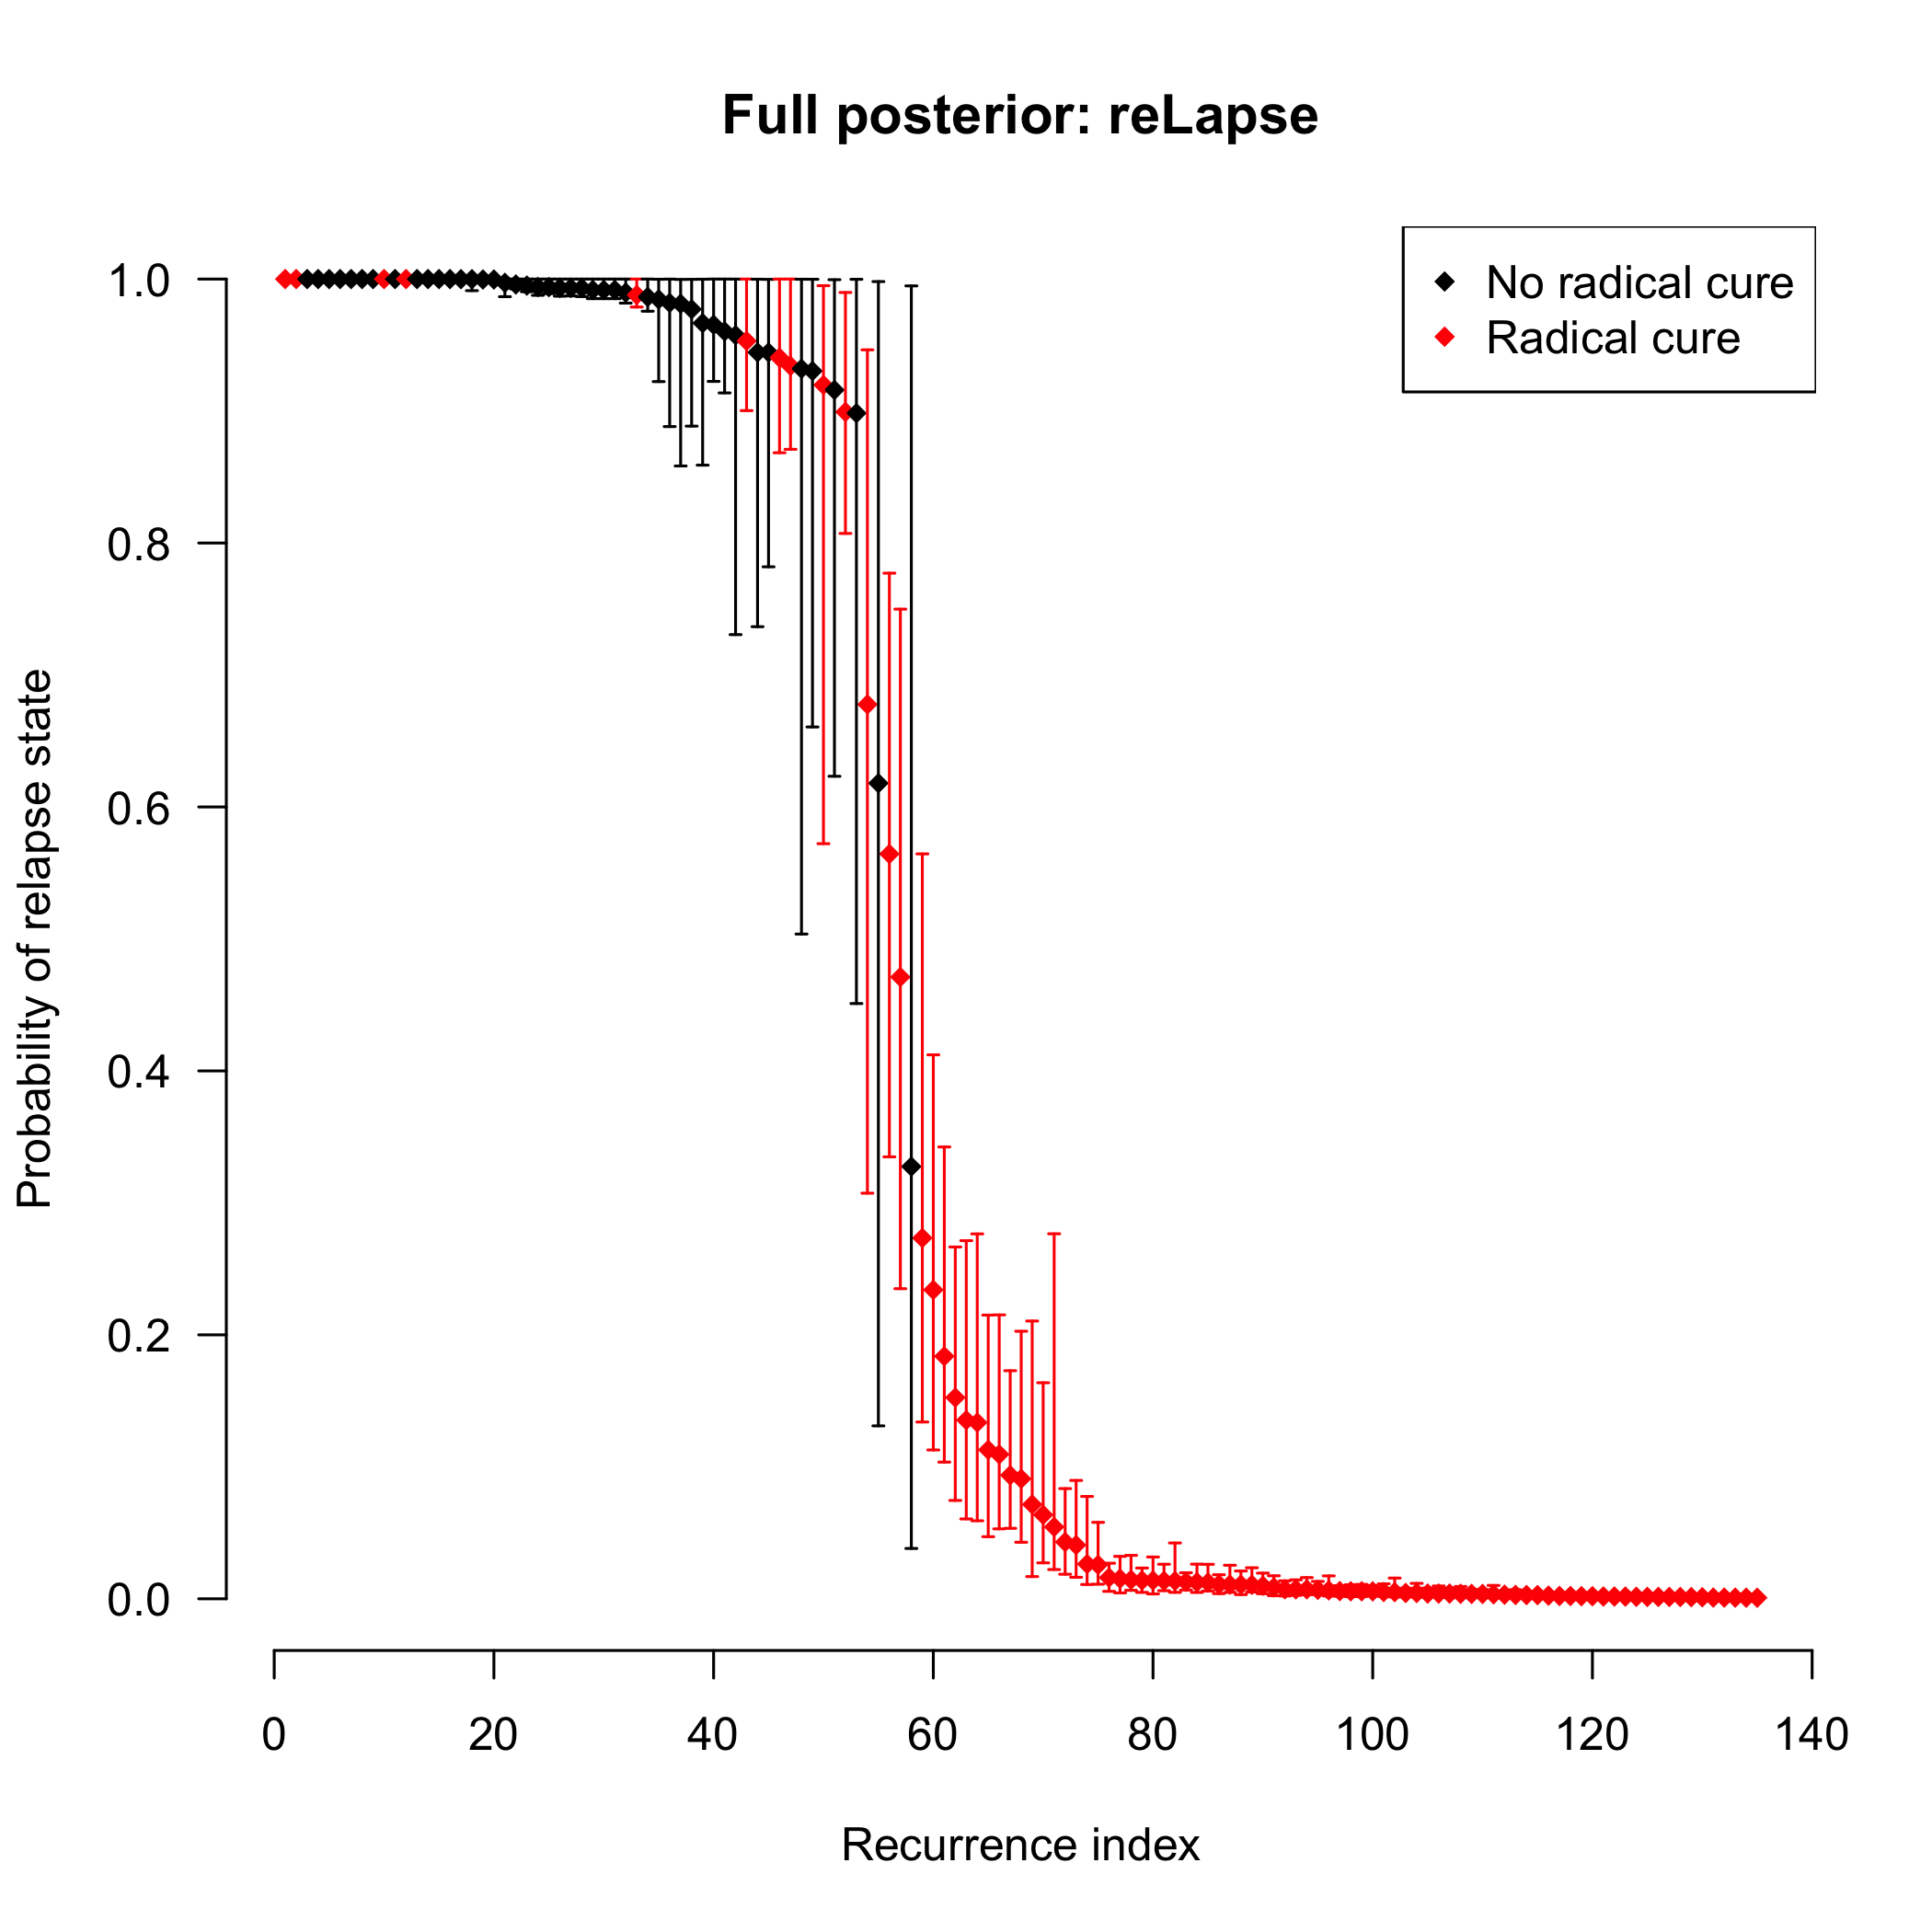 Full posterior: reLapse
No radical cure
Radical cure
Probability of relapse state
1.0
0.8
0.6
0.4
0.2
0.0
0 20 40 60 80 100 120 140
Recurrence index